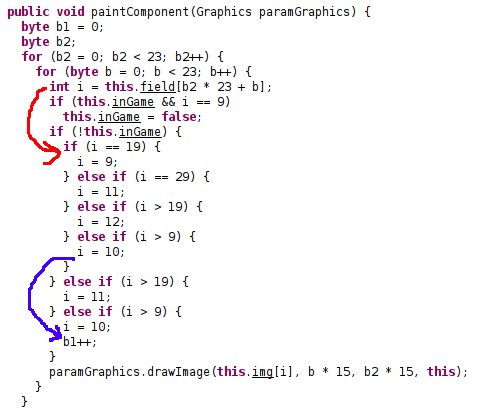 public void paintComponent(Graphics paramGraphics) {
  byte b1 = 0;
  byte b2;
  for (b2 = 0; b2 < 23; b2++) {
    for (byte b = 0; b < 23; b++) {
      int i = this.field[b2 * 23 + b];
      if (this.inGame && i == 9)
        this.inGame = false;
      if (!this.inGame) {
        if (i == 19) {
          i = 9;
        } else if (i == 29) {
          i = 11;
        } else if (i > 19) {
          i = 12;
        } else if (i > 9) {
          i = 10;
        }
      } else if (i > 19) {
        i = 11;
      } else if (i > 9) {
        i = 10;
        b1++;
      }
      paramGraphics.drawImage(this.img[i], b * 15, b2 * 15, this);
    }
  }